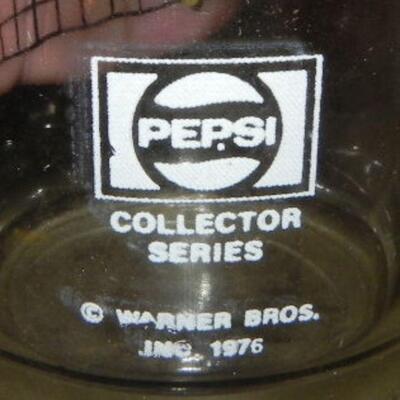 PEPSI
COLLECTOR
SERIES
© WARNER BROS.
INC. 1976